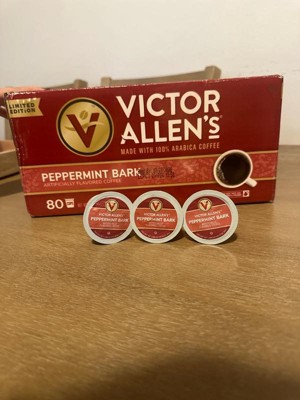 LIMITED
EDITION
V
VICTOR
ALLEN'S
MADE WITH 100% ARABICA COFFEE
PEPPERMINT BARK
ARTIFICIALLY FLAVORED COFFEE
80
VICTOR ALLEN'S
PEPPERMINT BARK
VICTOR ALLEN'S
PEPPERMINT BARK
VICTOR ALLEN'S
PEPPERMINT BARK